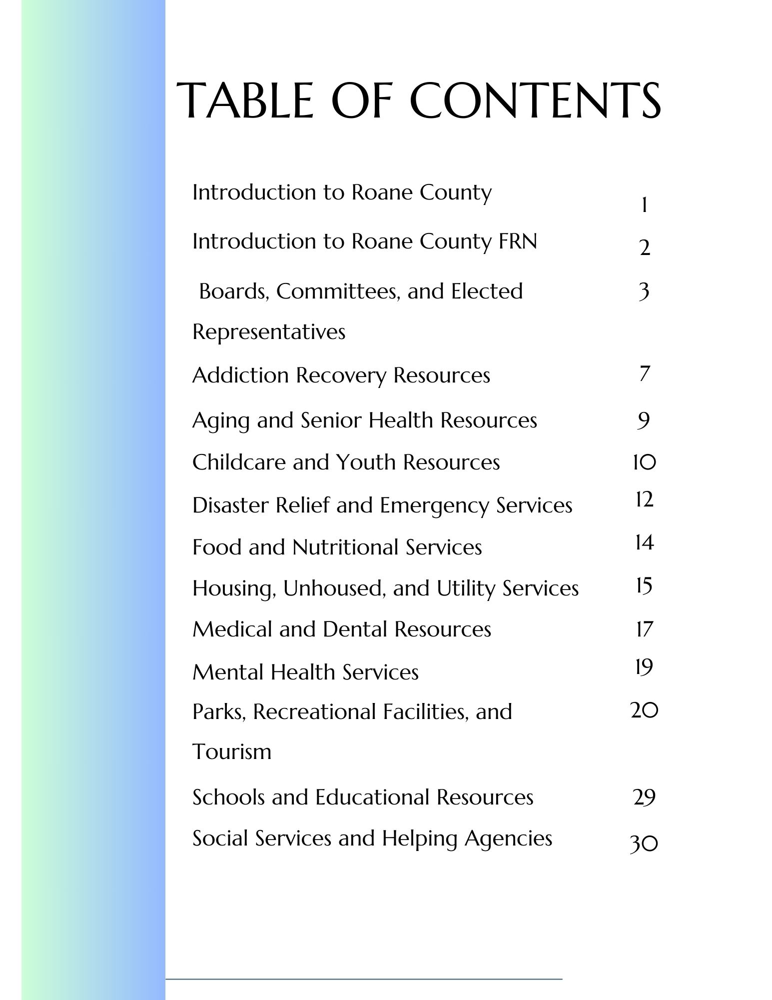 TABLE OF CONTENTS
Introduction to Roane County 1
Introduction to Roane County FRN 2
Boards, Committees, and Elected 3
Representatives
Addiction Recovery Resources 7
Aging and Senior Health Resources 9
Childcare and Youth Resources 10
Disaster Relief and Emergency Services 12
Food and Nutritional Services 14
Housing, Unhoused, and Utility Services 15
Medical and Dental Resources 17
Mental Health Services 19
Parks, Recreational Facilities, and 20
Tourism
Schools and Educational Resources 29
Social Services and Helping Agencies 30